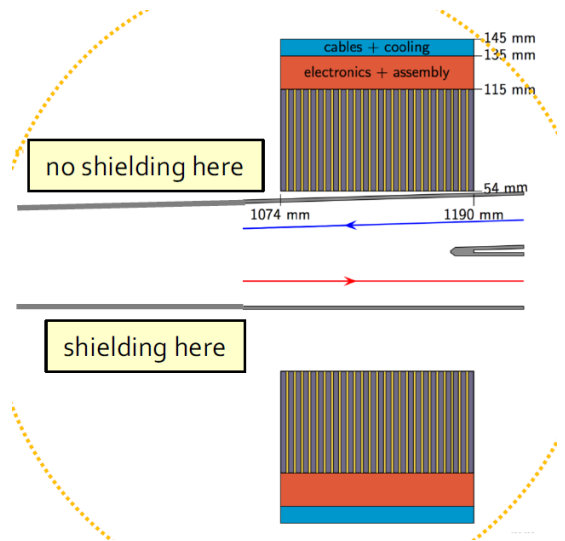 145 mm
cables + cooling
135 mm
electronics + assembly
115 mm
no shielding here
54 mm
1074 mm
1190 mm
shielding here